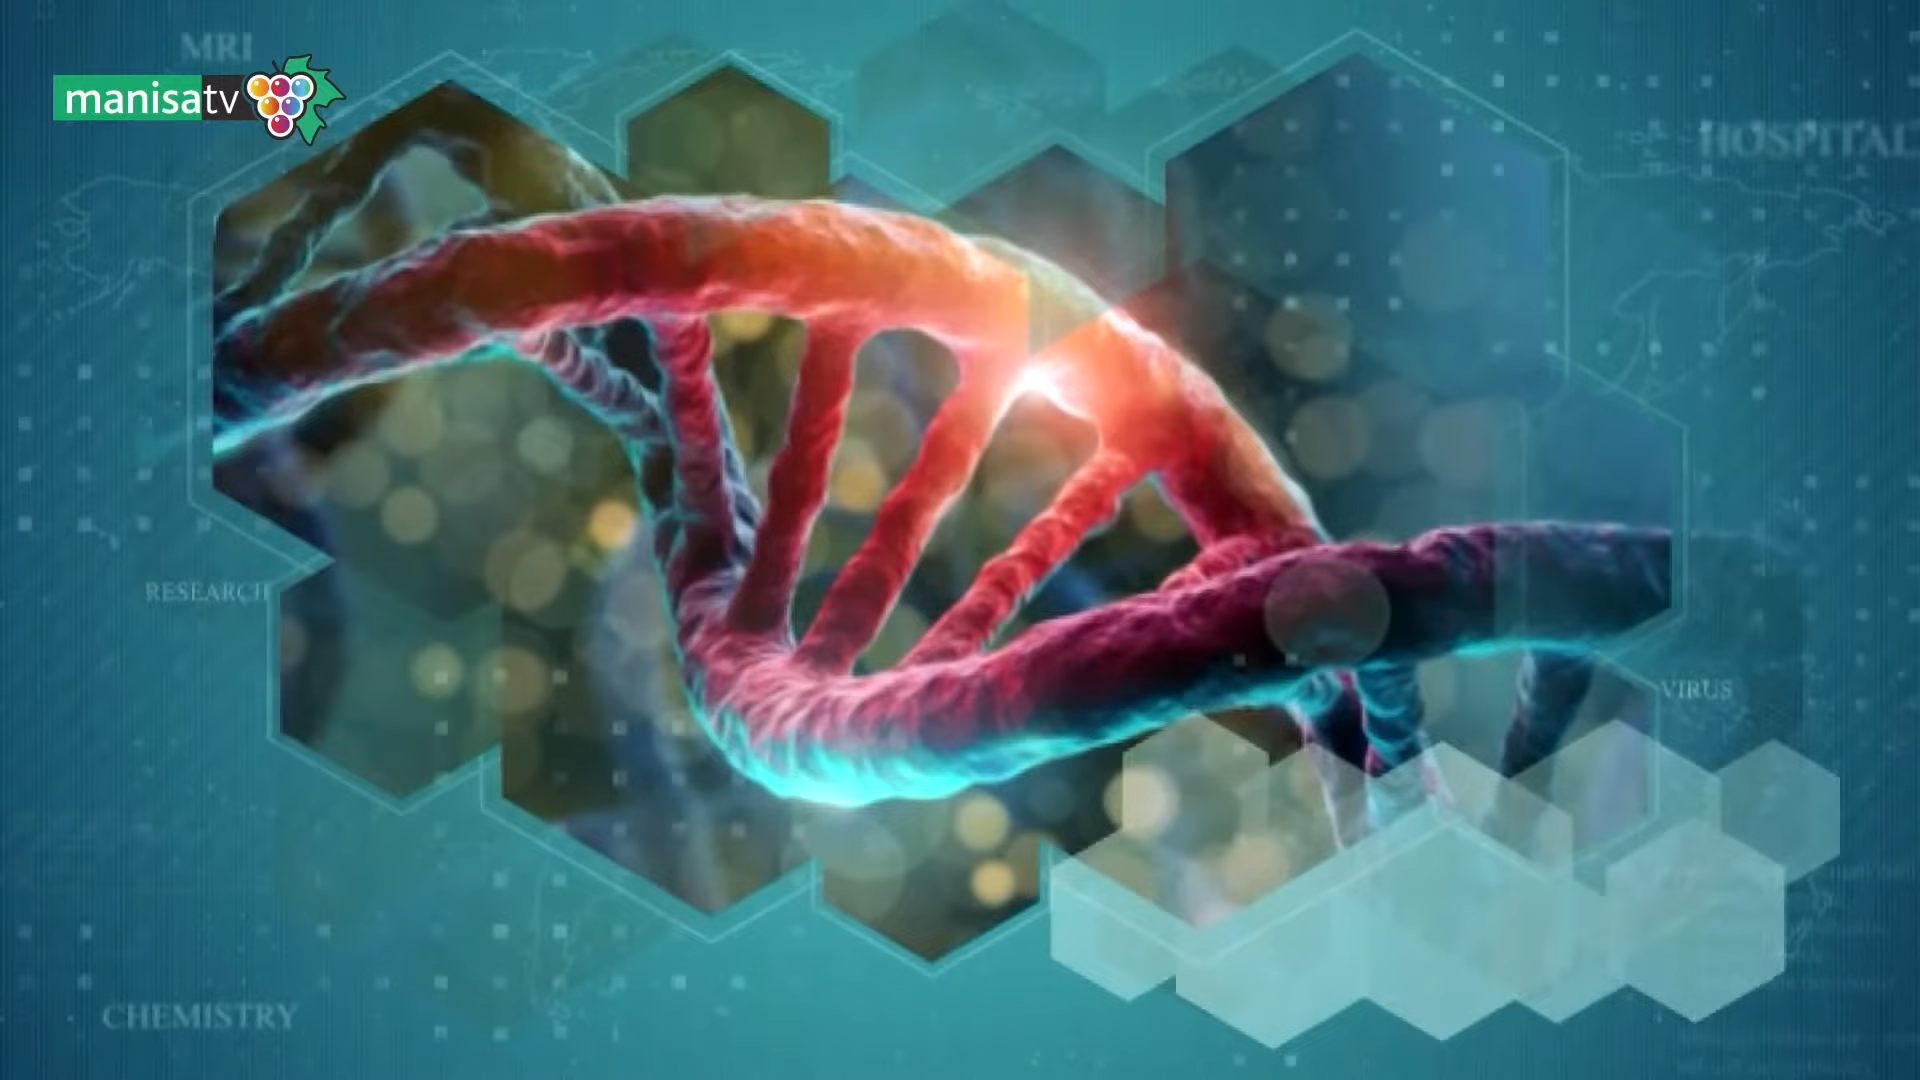 MRI
manisatv
HOSPITAL
RESEARCH
VIRUS
CHEMISTRY